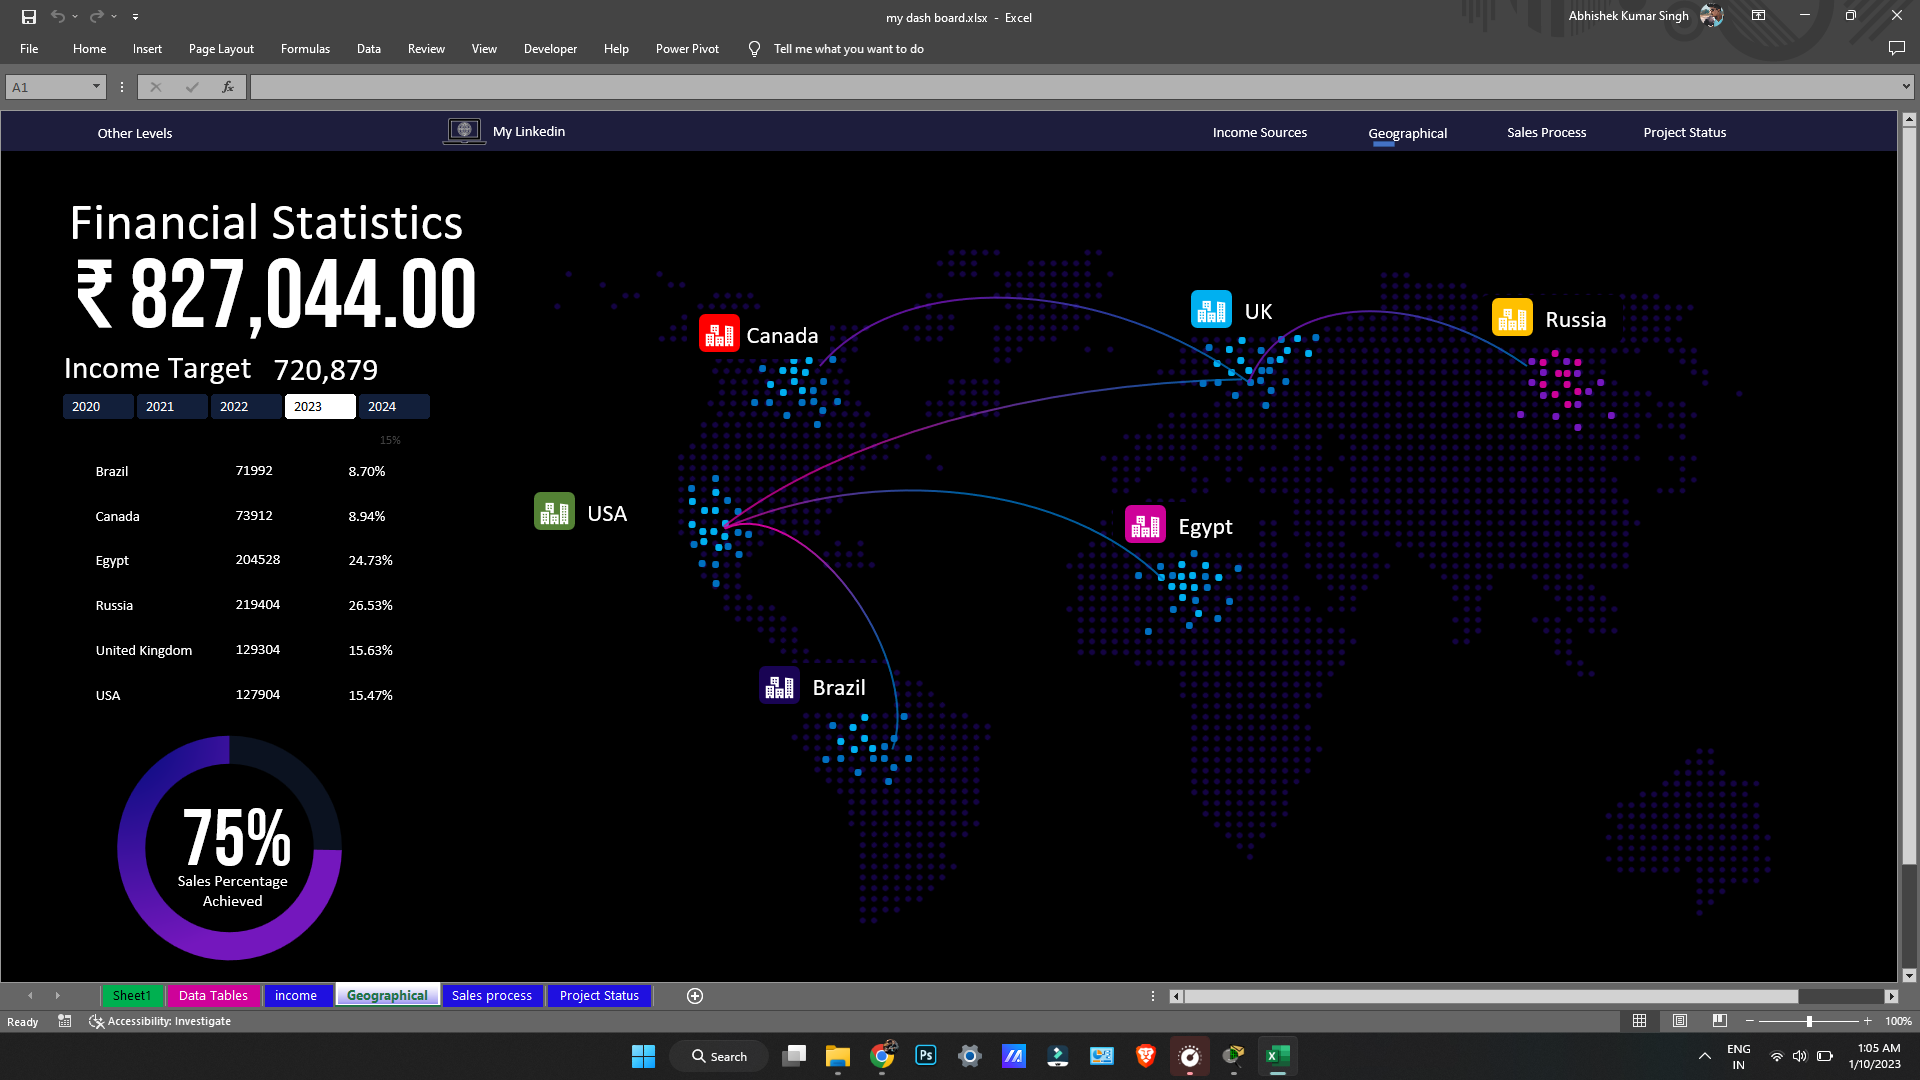 my dash board.xlsx - Excel
Abhishek Kumar Singh
File Home Insert Page Layout Formulas Data Review View Developer Help Power Pivot Tell me what you want to do
A1 fx
Other Levels My Linkedin Income Sources Geographical Sales Process Project Status
Financial Statistics
₹ 827,044.00
Income Target 720,879
2020 2021 2022 2023 2024
15%
Brazil 71992 8.70%
Canada 73912 8.94%
Egypt 204528 24.73%
Russia 219404 26.53%
United Kingdom 129304 15.63%
USA 127904 15.47%
75%
Sales Percentage
Achieved
Canada
UK
Russia
USA
Egypt
Brazil
Sheet1 Data Tables income Geographical Sales process Project Status
Ready Accessibility: Investigate 100%
Search
Ps
ENG
IN
1:05 AM
1/10/2023